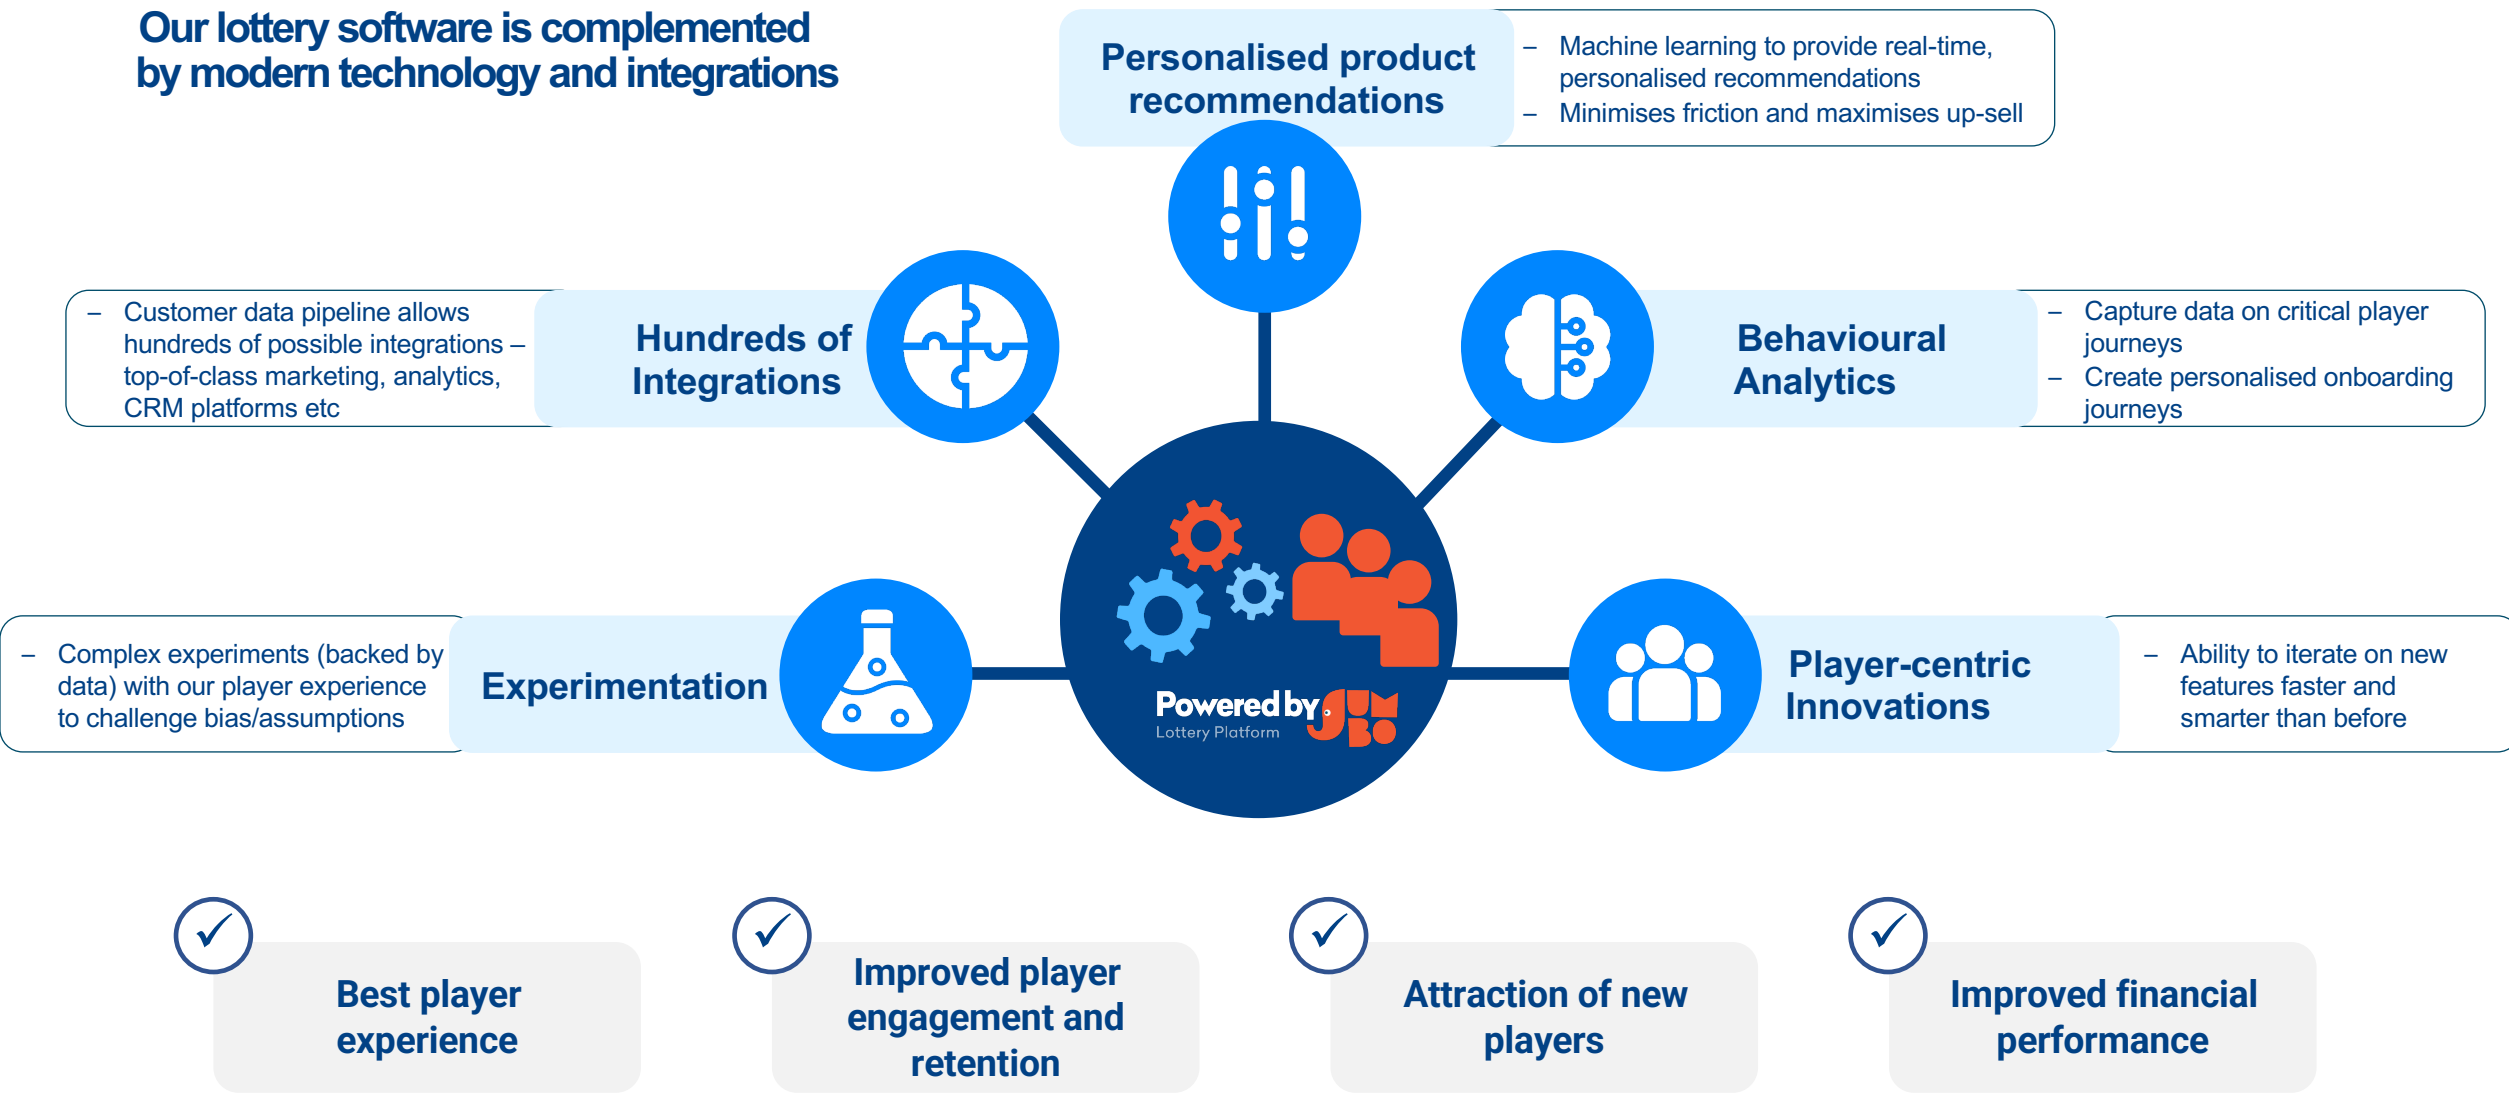 Our lottery software is complemented
by modern technology and integrations
Personalised product
recommendations
– Machine learning to provide real-time,
personalised recommendations
– Minimises friction and maximises up-sell
– Customer data pipeline allows
hundreds of possible integrations –
top-of-class marketing, analytics,
CRM platforms etc
Hundreds of
Integrations
Behavioural
Analytics
– Capture data on critical player
journeys
– Create personalised onboarding
journeys
– Complex experiments (backed by
data) with our player experience
to challenge bias/assumptions
Experimentation
Powered by
Lottery Platform
JUMBO
Player-centric
Innovations
– Ability to iterate on new
features faster and
smarter than before
Best player
experience
Improved player
engagement and
retention
Attraction of new
players
Improved financial
performance